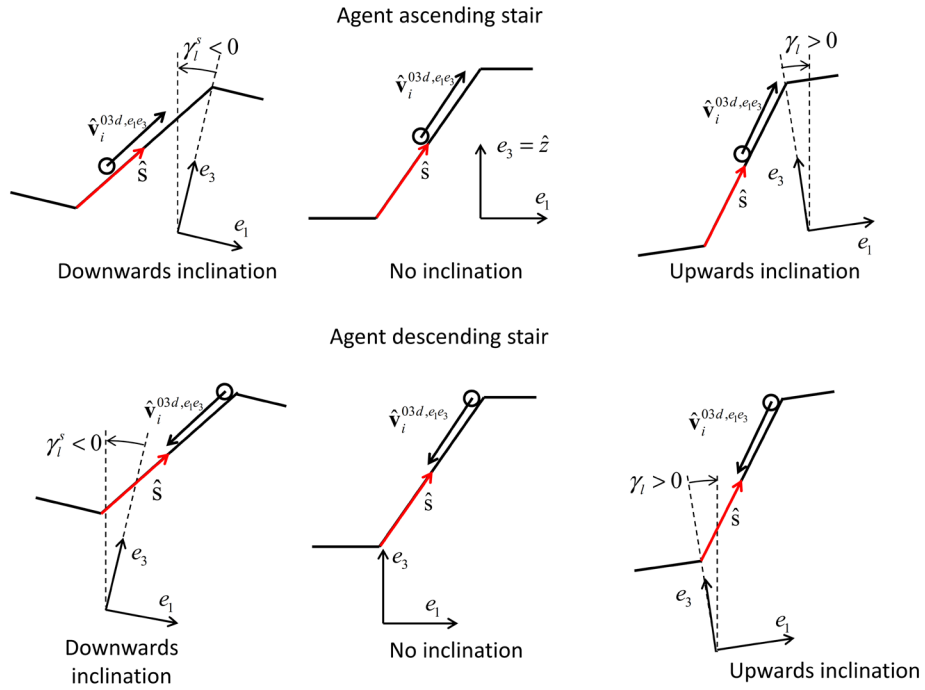 Agent ascending stair
γ_l^s < 0
v̂_i^{03d,e_1e_3}
ŝ
e_3
e_1
Downwards inclination
v̂_i^{03d,e_1e_3}
ŝ
e_3 = ẑ
e_1
No inclination
γ_l > 0
v̂_i^{03d,e_1e_3}
ŝ
e_3
e_1
Upwards inclination
Agent descending stair
v̂_i^{03d,e_1e_3}
γ_l^s < 0
ŝ
e_3
e_1
Downwards
inclination
v̂_i^{03d,e_1e_3}
ŝ
e_3
e_1
No inclination
v̂_i^{03d,e_1e_3}
γ_l > 0
ŝ
e_3
e_1
Upwards inclination